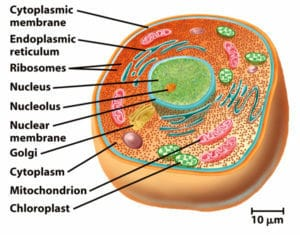 Cytoplasmic
membrane
Endoplasmic
reticulum
Ribosomes
Nucleus
Nucleolus
Nuclear
membrane
Golgi
Cytoplasm
Mitochondrion
Chloroplast
10 µm